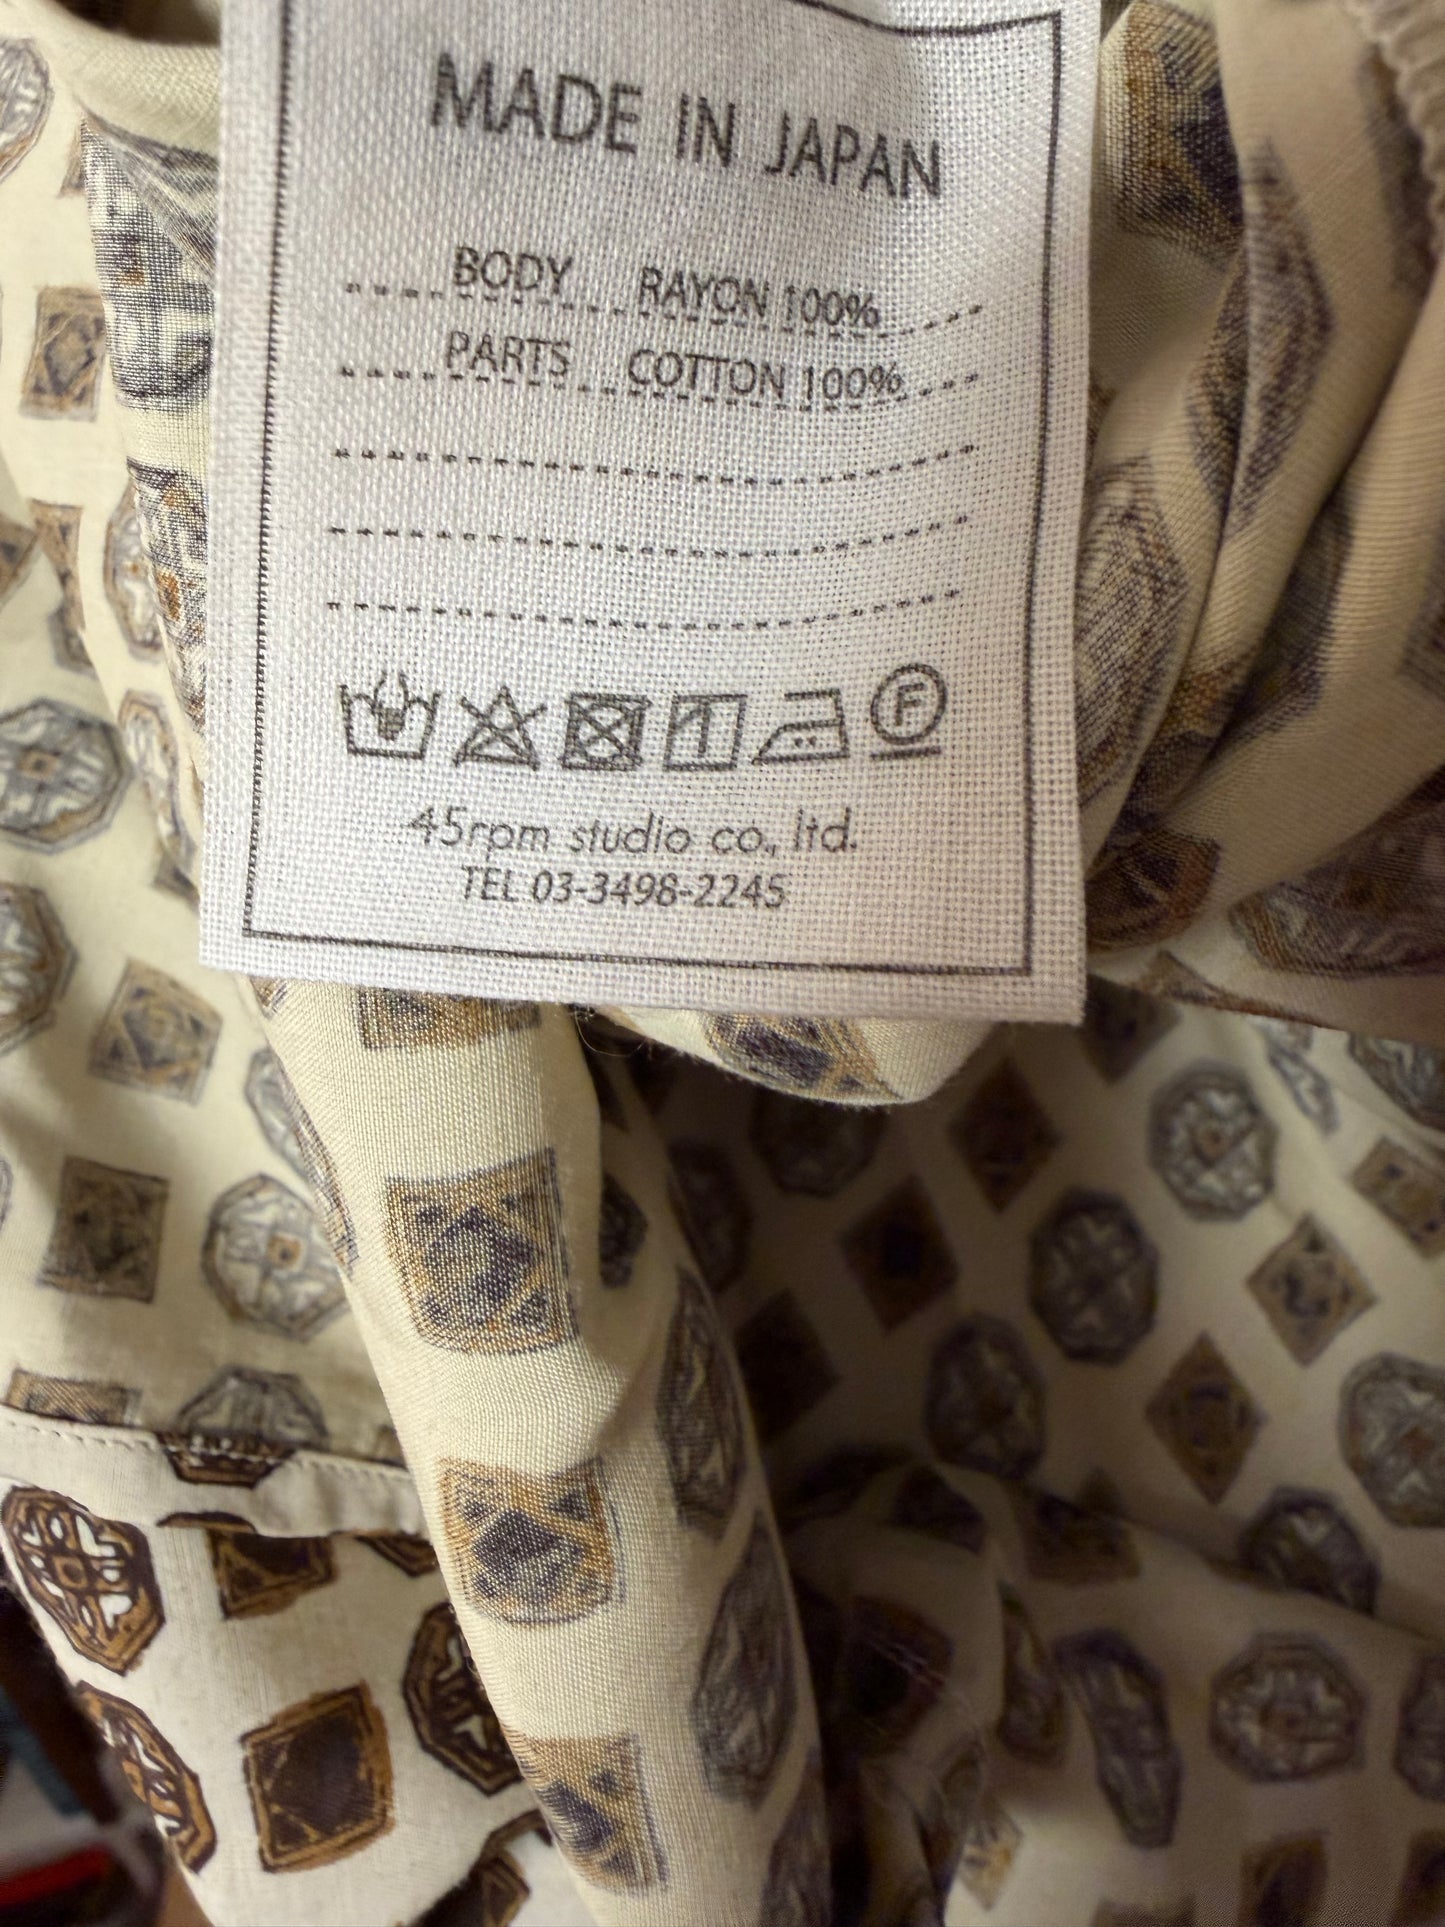 MADE IN JAPAN
BODY RAYON 100%
PARTS COTTON 100%
F
45rpm studio co., ltd.
TEL 03-3498-2245